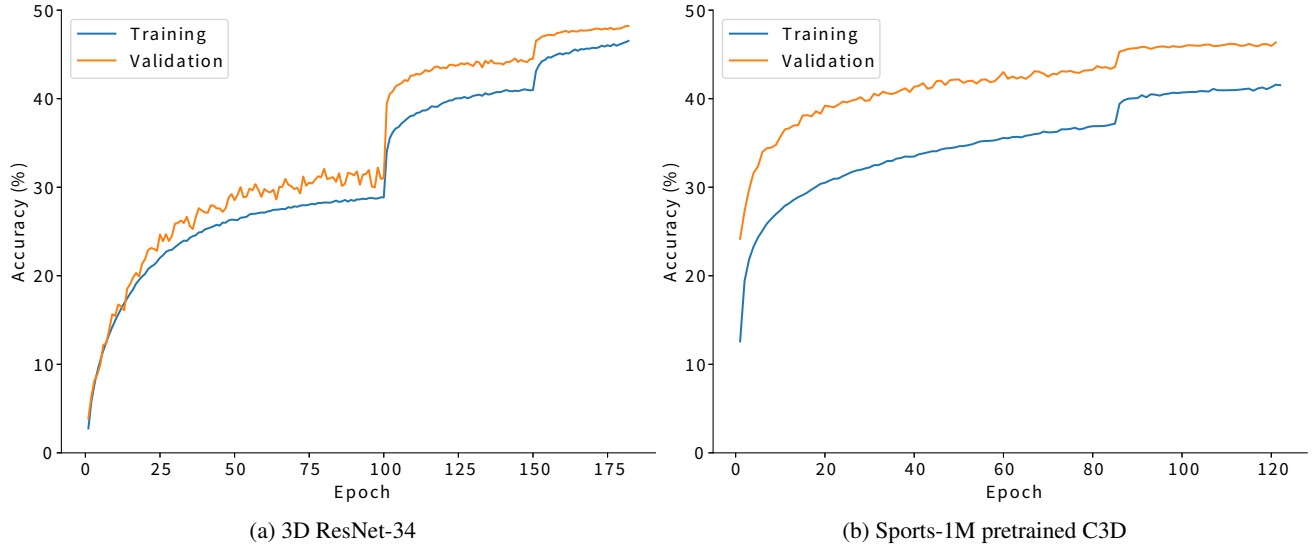 50
40
30
20
10
0
Accuracy (%)
Training
Validation
0 25 50 75 100 125 150 175
Epoch
(a) 3D ResNet-34
50
40
30
20
10
0
Accuracy (%)
Training
Validation
0 20 40 60 80 100 120
Epoch
(b) Sports-1M pretrained C3D